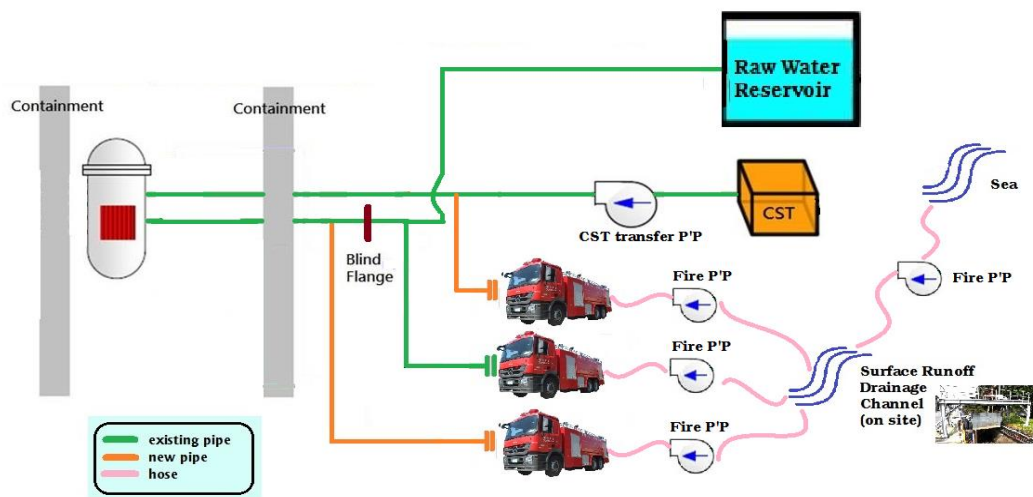 Raw Water
Reservoir
Containment
Containment
Sea
CST
CST transfer P'P
Blind
Flange
Fire P'P
Fire P'P
Fire P'P
Surface Runoff
Drainage
Channel
(on site)
Fire P'P
existing pipe
new pipe
hose